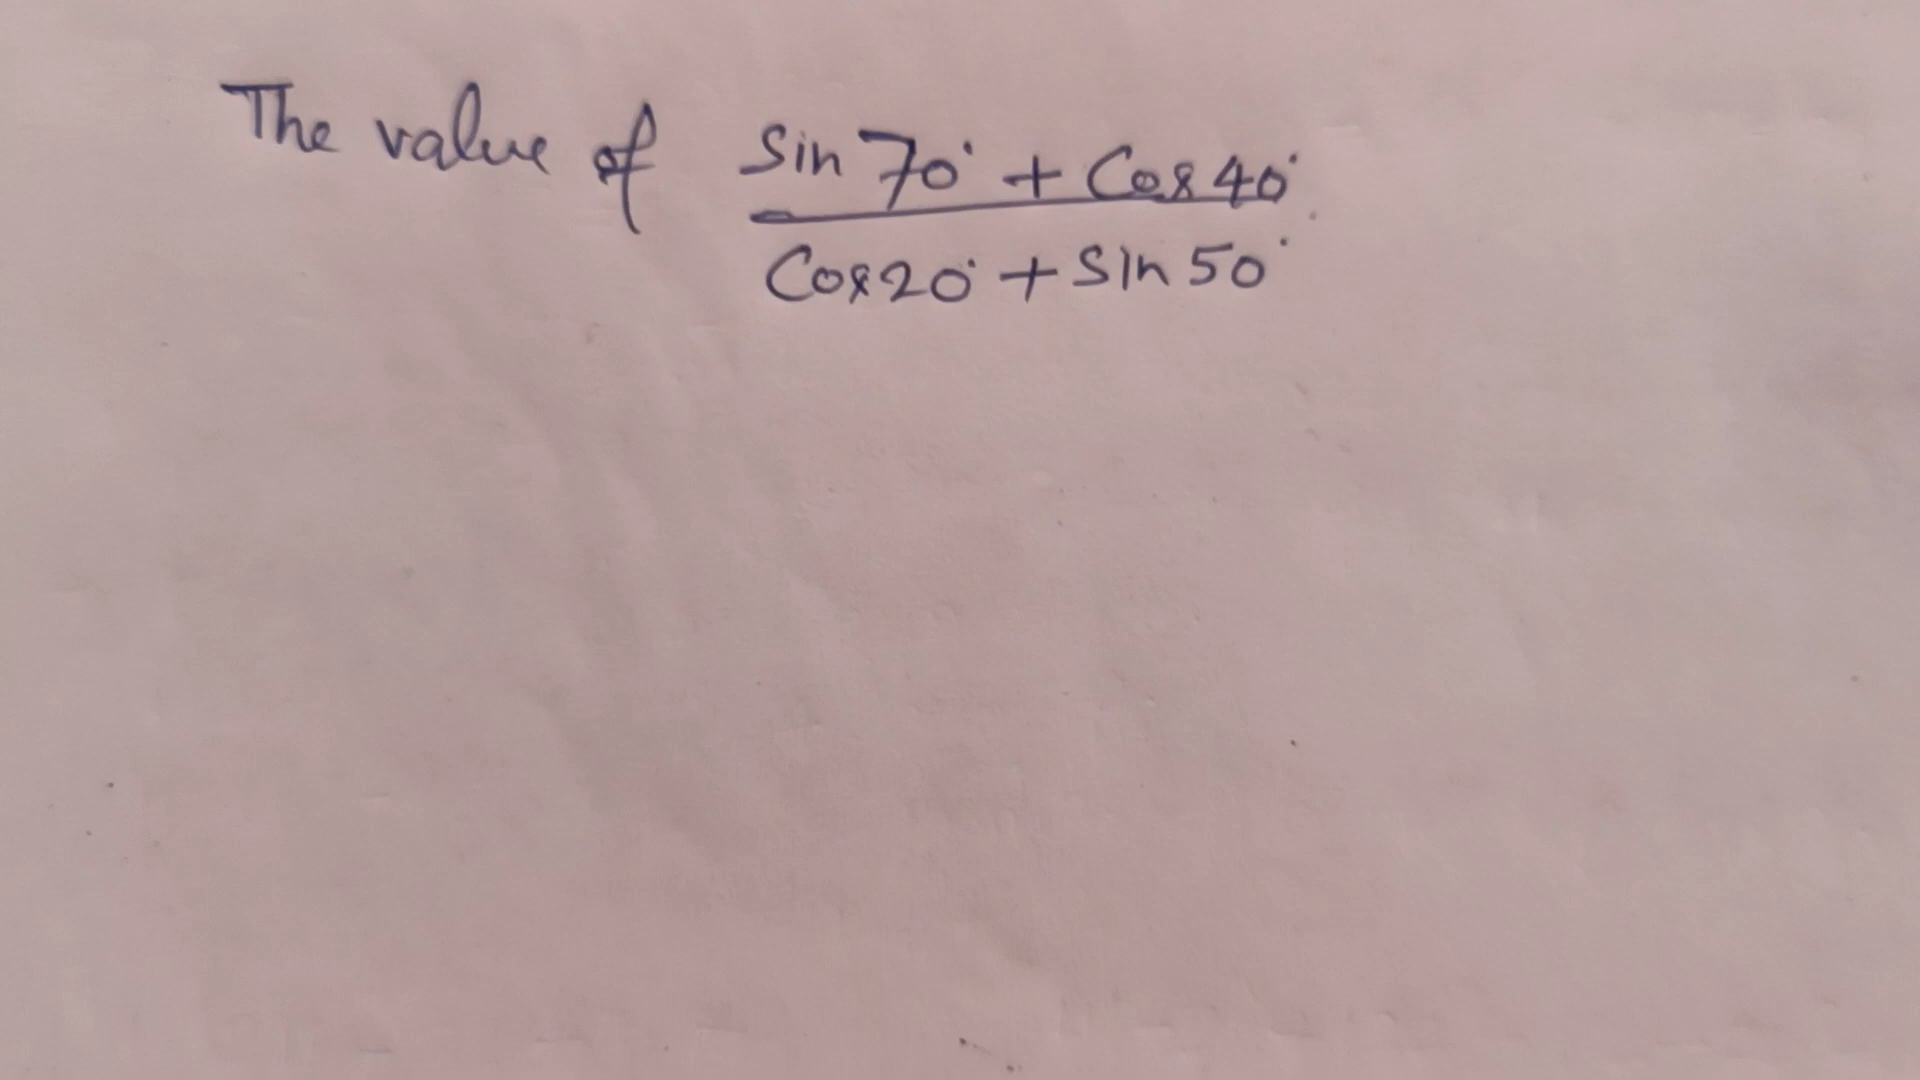 The value of sin 70° + Cos 40°
Cos 20° + Sin 50°